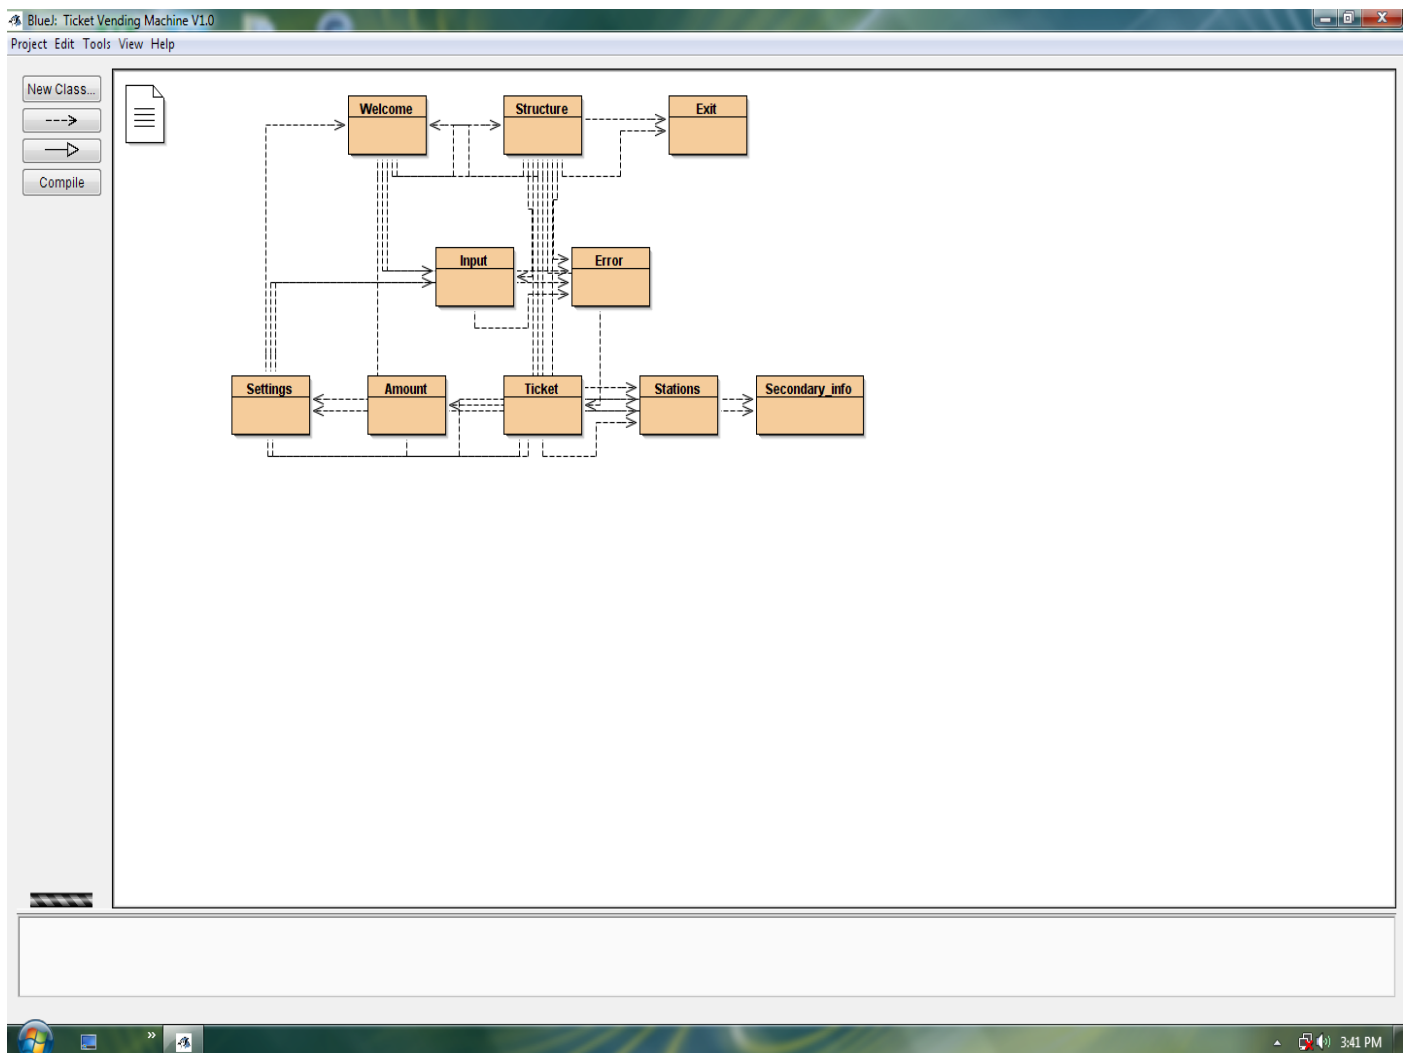 BlueJ: Ticket Vending Machine V1.0
Project Edit Tools View Help
New Class...
Compile
Welcome
Structure
Exit
Input
Error
Settings
Amount
Ticket
Stations
Secondary_info
»
3:41 PM